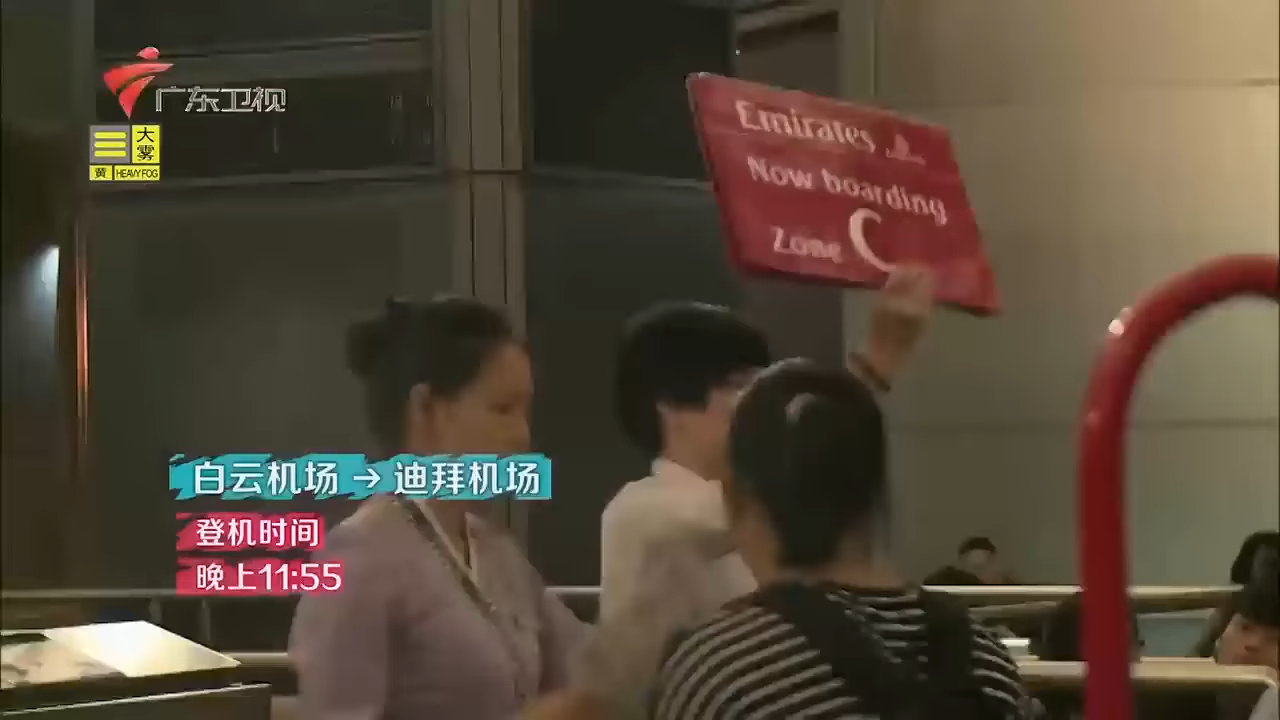 广东卫视
大雾
黄 HEAVY FOG
Emirates
Now boarding
Zone C
白云机场 → 迪拜机场
登机时间
晚上11:55